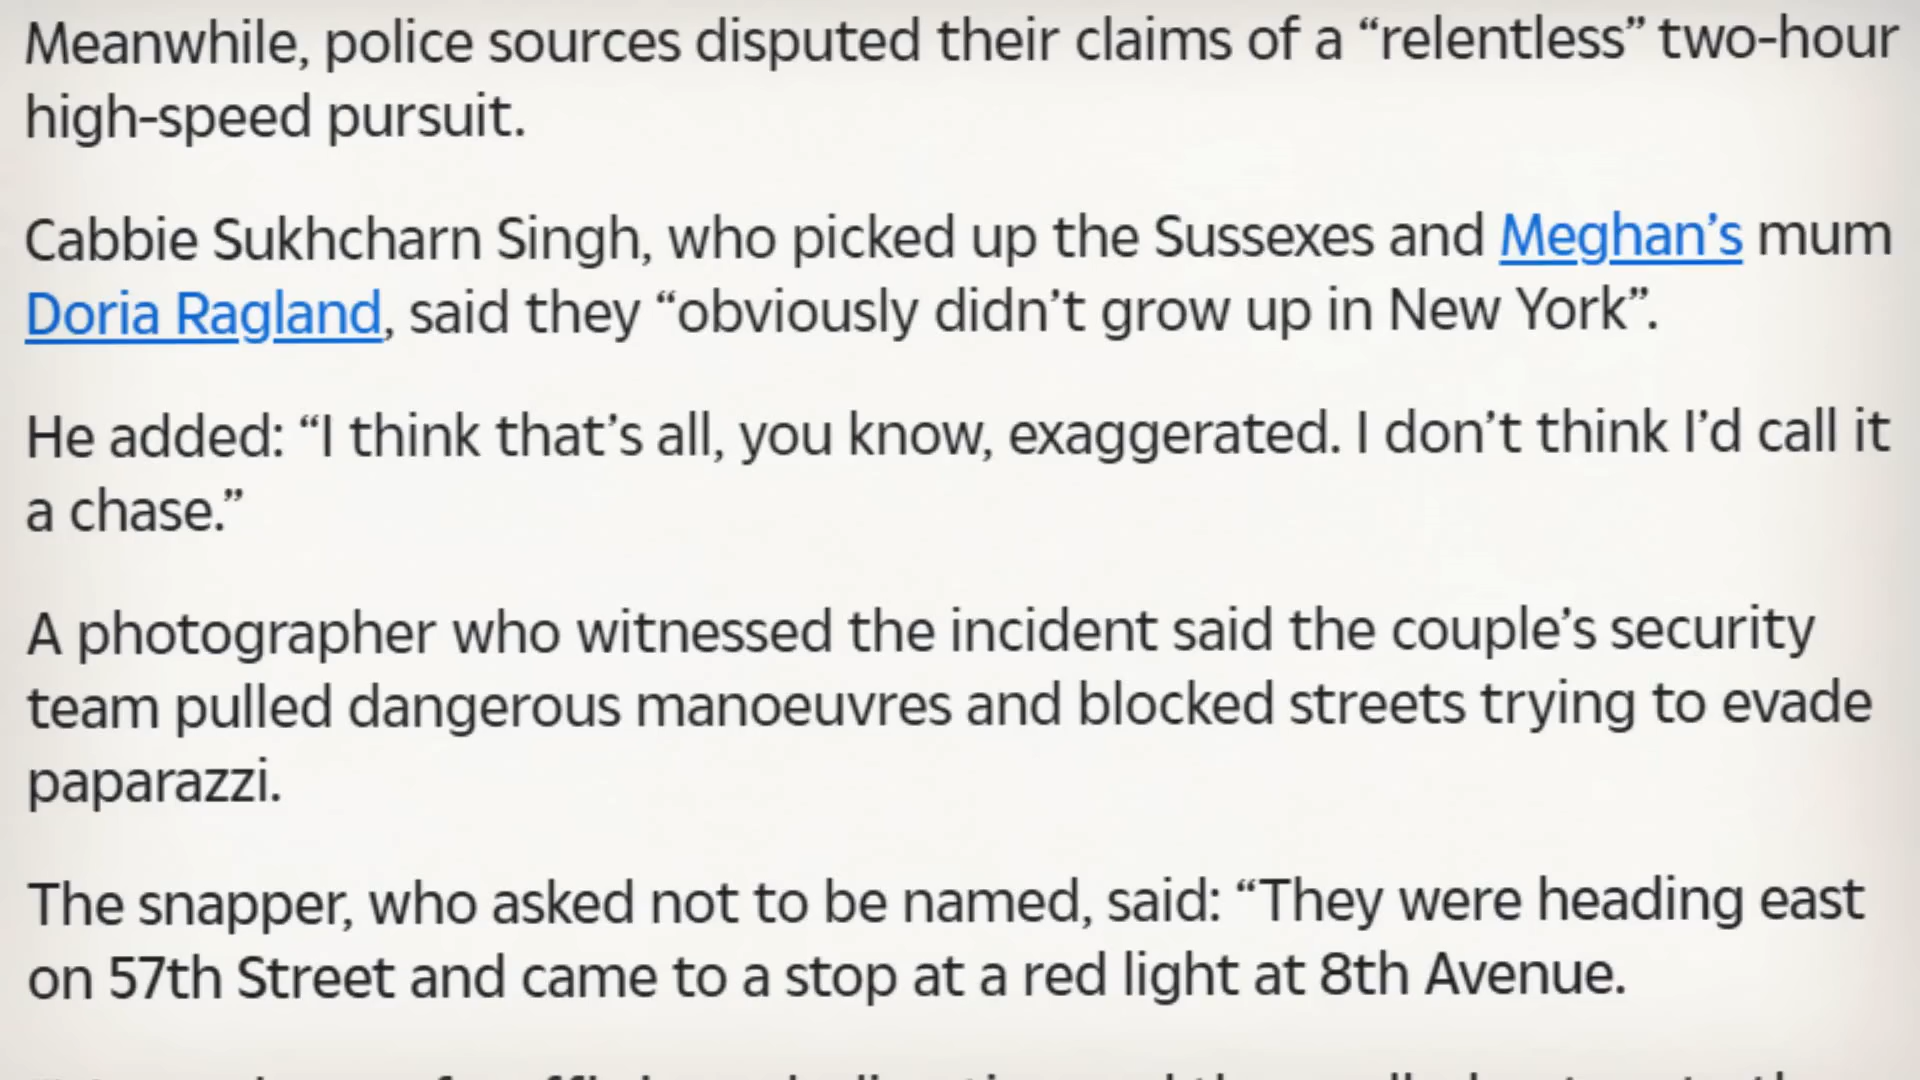 Meanwhile, police sources disputed their claims of a “relentless” two-hour
high-speed pursuit.
Cabbie Sukhcharn Singh, who picked up the Sussexes and Meghan’s mum
Doria Ragland, said they “obviously didn’t grow up in New York”.
He added: “I think that’s all, you know, exaggerated. I don’t think I’d call it
a chase.”
A photographer who witnessed the incident said the couple’s security
team pulled dangerous manoeuvres and blocked streets trying to evade
paparazzi.
The snapper, who asked not to be named, said: “They were heading east
on 57th Street and came to a stop at a red light at 8th Avenue.